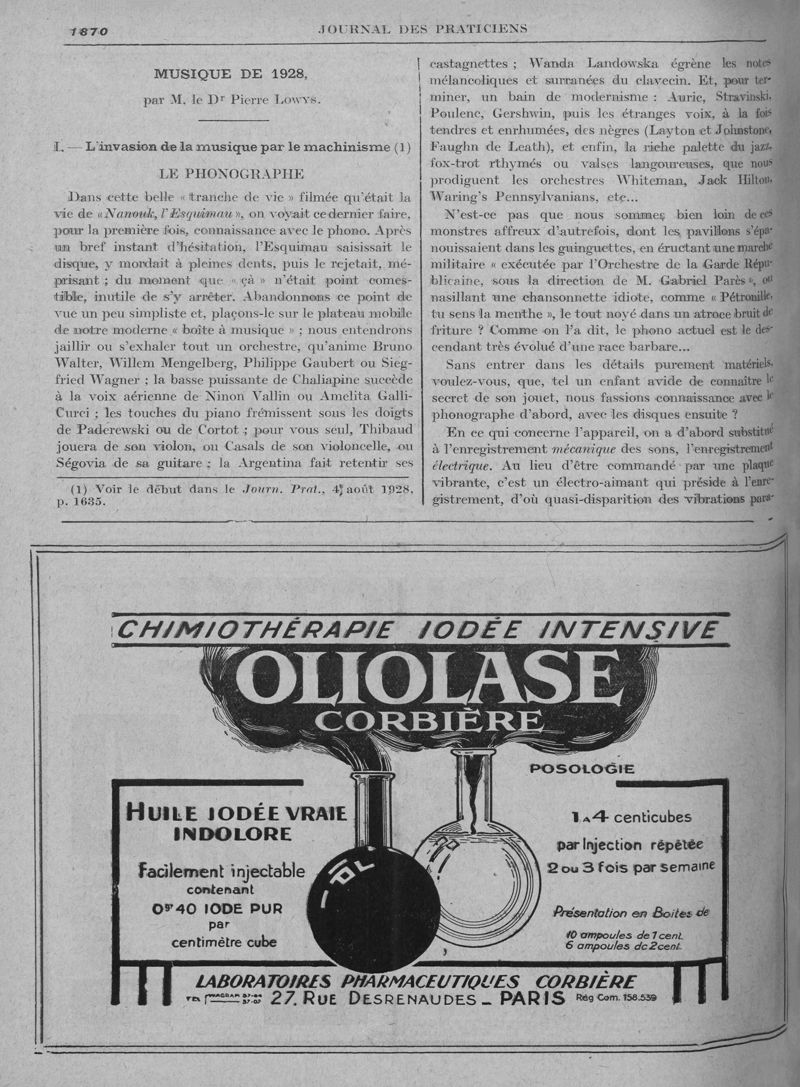 1870
JOURNAL DES PRATICIENS
MUSIQUE DE 1928,
par M. le Dr Pierre Lowys.
I. — L'invasion de la musique par le machinisme (1)
LE PHONOGRAPHE
Dans cette belle « tranche de vie » filmée qu'était la
vie de « Nanouk, l'Esquimau », on voyait ce dernier faire,
pour la première fois, connaissance avec le phono. Après
un bref instant d'hésitation, l'Esquimau saisissait le
disque, y mordait à pleines dents, puis le rejetait, mé-
prisant ; du moment que « çà » n'était point comes-
tible, inutile de s'y arrêter. Abandonnons ce point de
vue un peu simpliste et, plaçons-le sur le plateau mobile
de notre moderne « boîte à musique » ; nous entendrons
jaillir ou s'exhaler tout un orchestre, qu'anime Bruno
Walter, Willem Mengelberg, Philippe Gaubert ou Sieg-
fried Wagner ; la basse puissante de Chaliapine succède
à la voix aérienne de Ninon Vallin ou Amelita Galli-
Curci ; les touches du piano frémissent sous les doigts
de Paderewski ou de Cortot ; pour vous seul, Thibaud
jouera de son violon, ou Casals de son violoncelle, ou
Ségovia de sa guitare ; la Argentina fait retentir ses
(1) Voir le début dans le Journ. Prat., 4 août 1928,
p. 1635.
castagnettes ; Wanda Landowska égrène les notes
mélancoliques et surranées du clavecin. Et, pour ter-
miner, un bain de modernisme : Auric, Stravinski,
Poulenc, Gershwin, puis les étranges voix, à la fois
tendres et enrhumées, des nègres (Layton et Johnstone,
Faughn de Leath), et enfin, la riche palette du jazz,
fox-trot rthymés ou valses langoureuses, que nous
prodiguent les orchestres Whiteman, Jack Hilton,
Waring's Pennsylvanians, etc...
N'est-ce pas que nous sommes bien loin de ces
monstres affreux d'autrefois, dont les pavillons s'épa-
nouissaient dans les guinguettes, en éructant une marche
militaire « exécutée par l'Orchestre de la Garde Répu-
blicaine, sous la direction de M. Gabriel Parès », ou
nasillant une chansonnette idiote, comme « Pétronille,
tu sens la menthe », le tout noyé dans un atroce bruit de
friture ? Comme on l'a dit, le phono actuel est le des-
cendant très évolué d'une race barbare...
Sans entrer dans les détails purement matériels,
voulez-vous, que, tel un enfant avide de connaître le
secret de son jouet, nous fassions connaissance avec le
phonographe d'abord, avec les disques ensuite ?
En ce qui concerne l'appareil, on a d'abord substitué
à l'enregistrement mécanique des sons, l'enregistrement
électrique. Au lieu d'être commandé par une plaque
vibrante, c'est un électro-aimant qui préside à l'enre-
gistrement, d'où quasi-disparition des vibrations para-
CHIMIOTHÉRAPIE IODÉE INTENSIVE
OLIOLASE
CORBIÈRE
HUILE IODÉE VRAIE
INDOLORE
Facilement injectable
contenant
0gr40 IODE PUR
par
centimètre cube
POSOLOGIE
1 A 4 centicubes
par Injection répétée
2 ou 3 fois par semaine
Présentation en Boites de
10 ampoules de 1 cent.
6 ampoules de 2 cent.
LABORATOIRES PHARMACEUTIQUES CORBIÈRE
27. RUE DESRENAUDES _ PARIS Rég Com. 158.539